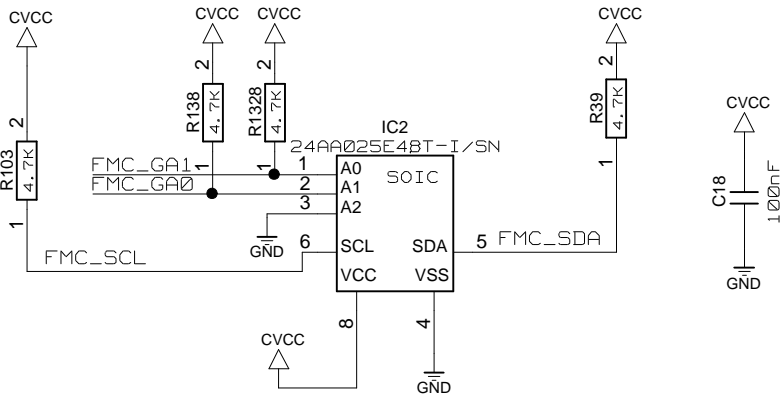 CVCC
CVCC
CVCC
CVCC
2
2
2
R138
4.7K
R1328
4.7K
R39
4.7K
CVCC
2
R103
4.7K
1
IC2
24AA025E48T-I/SN
1
1
1
FMC_GA1
1
A0
SOIC
FMC_GA0
2
A1
3
A2
C18
100nF
GND
6
SCL
SDA
5
FMC_SDA
FMC_SCL
VCC
VSS
GND
8
4
CVCC
GND